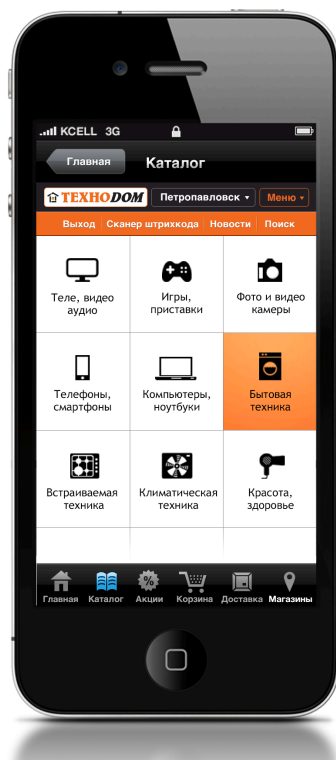 KCELL 3G
Главная
Каталог
ТЕХНОDОМ
Петропавловск
Меню
Выход
Сканер штрихкода
Новости
Поиск
Теле, видео
аудио
Игры,
приставки
Фото и видео
камеры
Телефоны,
смартфоны
Компьютеры,
ноутбуки
Бытовая
техника
Встраиваемая
техника
Климатическая
техника
Красота,
здоровье
%
Главная
Каталог
Акции
Корзина
Доставка
Магазины